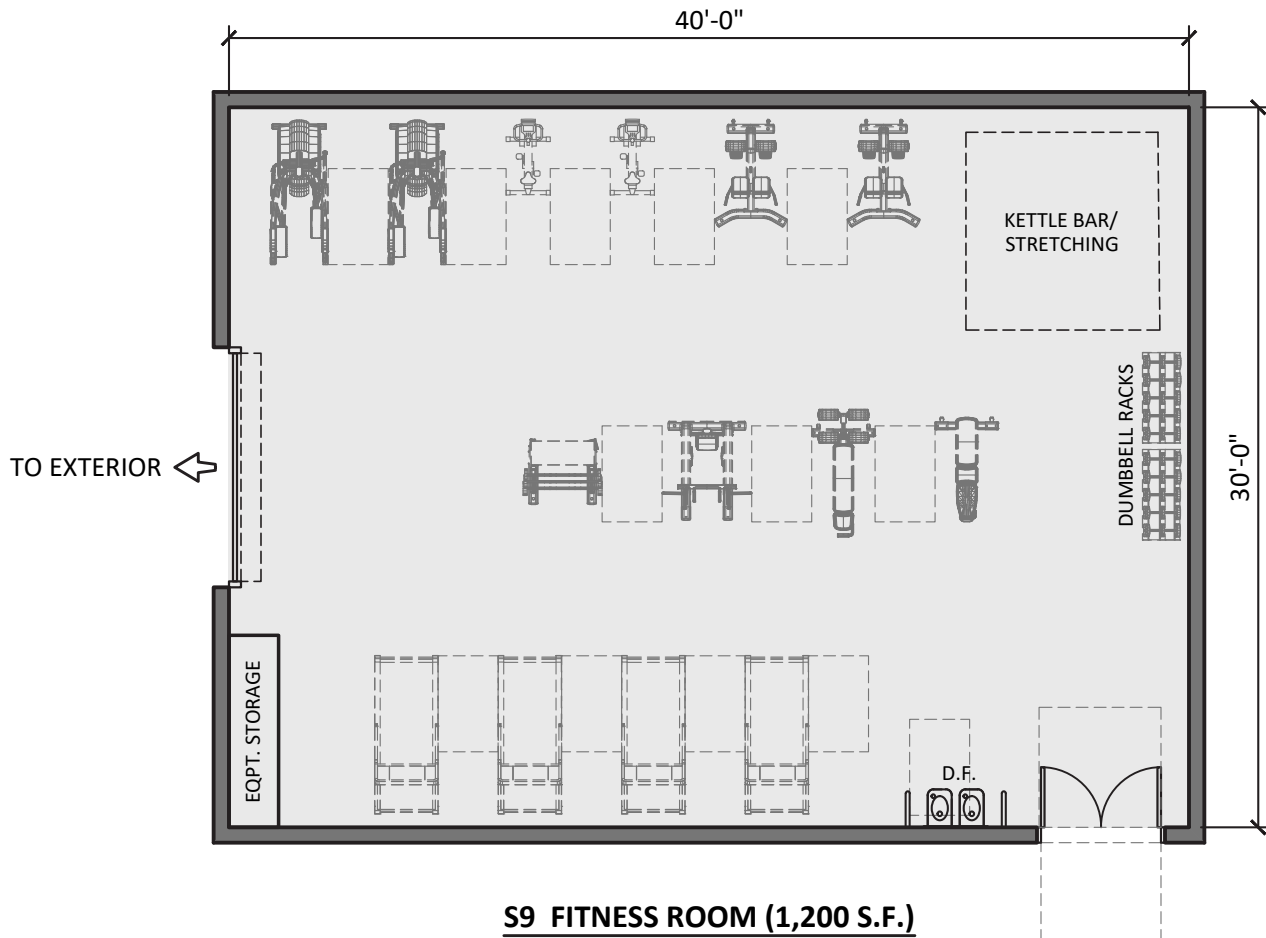 40'-0"
KETTLE BAR/
STRETCHING
DUMBBELL RACKS
30'-0"
TO EXTERIOR
EQPT. STORAGE
D.F.
S9 FITNESS ROOM (1,200 S.F.)